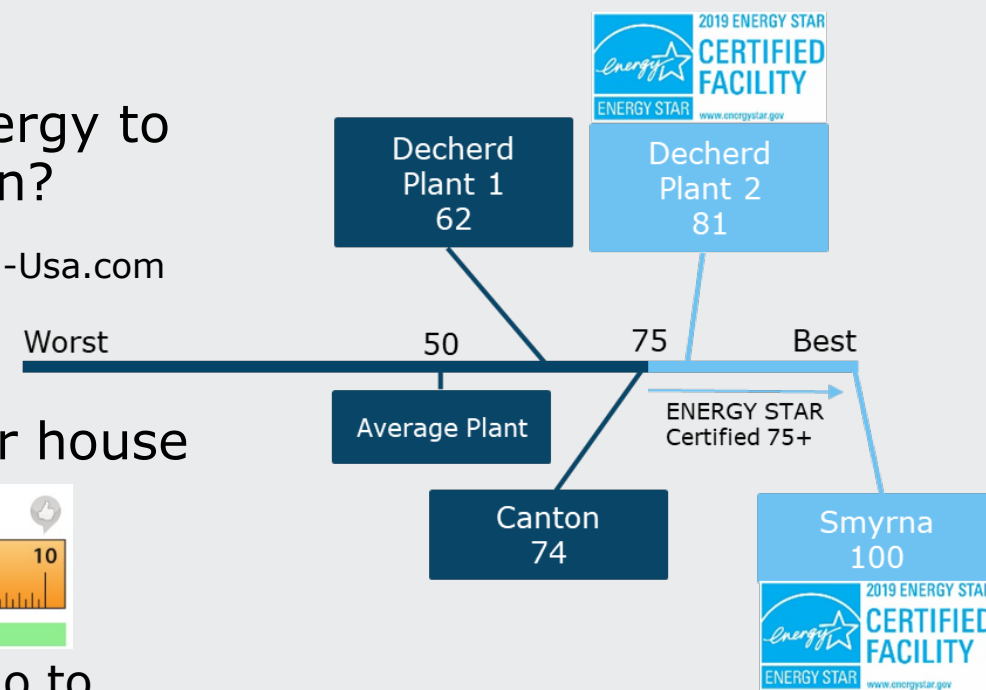 ergy to
n?
-Usa.com
r house
10
o to
2019 ENERGY STAR
CERTIFIED
FACILITY
energy
ENERGY STAR
www.energystar.gov
Decherd
Plant 1
62
Decherd
Plant 2
81
Worst
50
75
Best
Average Plant
ENERGY STAR
Certified 75+
Canton
74
Smyrna
100
2019 ENERGY STAR
CERTIFIED
FACILITY
energy
ENERGY STAR
www.energystar.gov